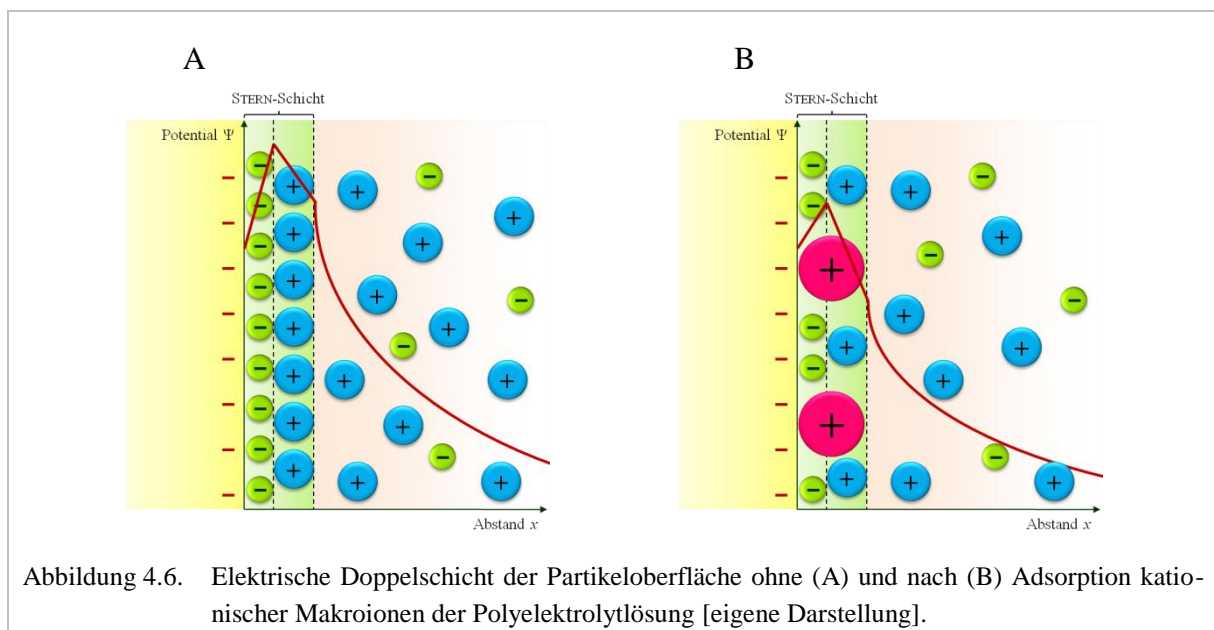 A
B
STERN-Schicht
STERN-Schicht
Potential Ψ
Potential Ψ
Abstand x
Abstand x
Abbildung 4.6. Elektrische Doppelschicht der Partikeloberfläche ohne (A) und nach (B) Adsorption katio-
nischer Makroionen der Polyelektrolytlösung [eigene Darstellung].